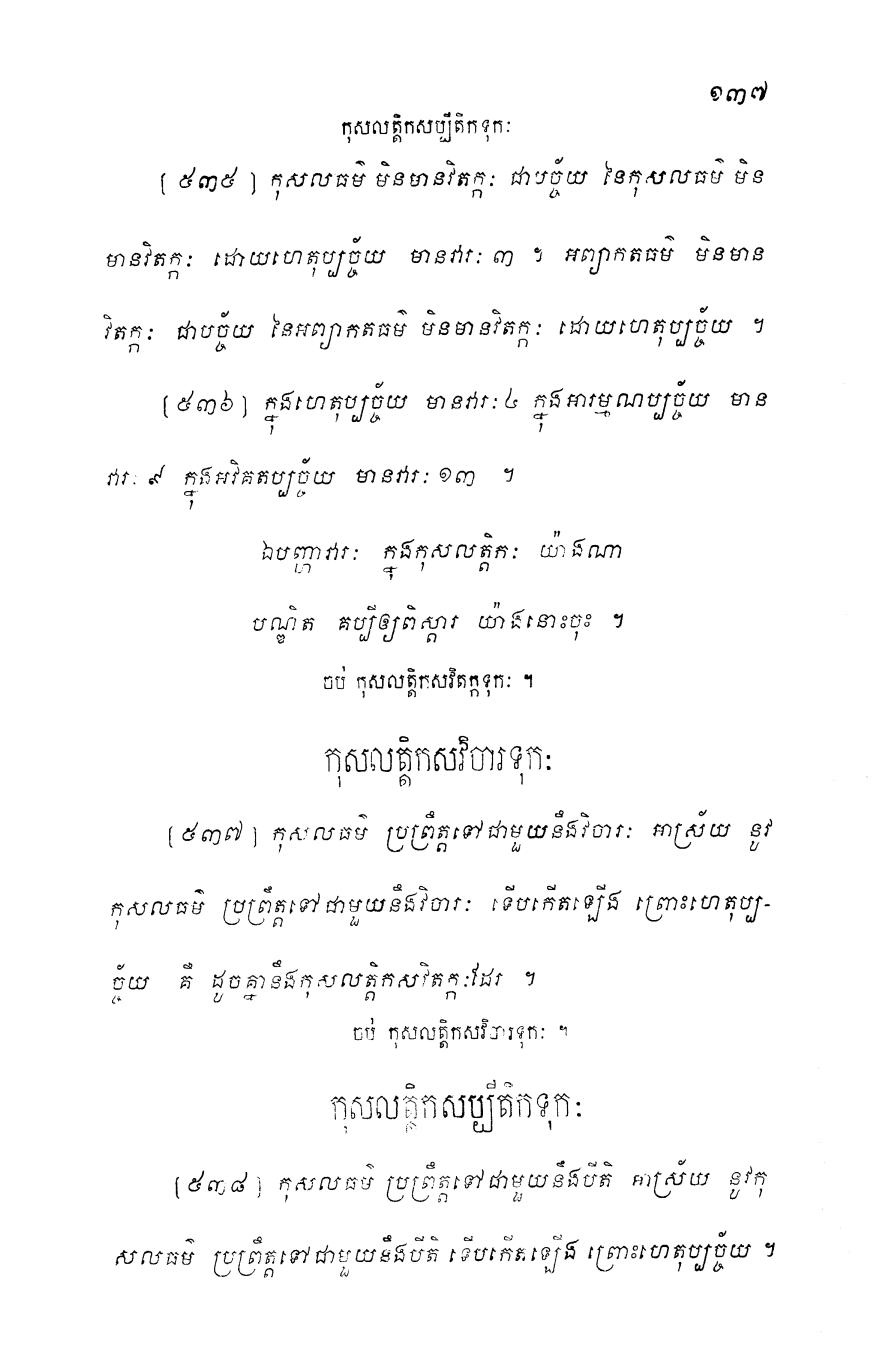 ១៣៧
កុសលត្តិកសប្បីតិកទុកៈ
[ ៥៣៥ ] កុសលធម៌ មិនមានវិតក្កៈ ជាបច្ច័យ នៃកុសលធម៌ មិន
មានវិតក្កៈ ដោយហេតុប្បច្ច័យ មានវារៈ ៣ ។ អព្យាកតធម៌ មិនមាន
វិតក្កៈ ជាបច្ច័យ នៃអព្យាកតធម៌ មិនមានវិតក្កៈ ដោយហេតុប្បច្ច័យ ។
[ ៥៣៦ ] ក្នុងហេតុប្បច្ច័យ មានវារៈ ៤ ក្នុងអារម្មណប្បច្ច័យ មាន
វារៈ ៩ ក្នុងអវិគតប្បច្ច័យ មានវារៈ ១៣ ។
ឯបញ្ហាវារៈ ក្នុងកុសលត្តិកៈ យ៉ាងណា
បណ្ឌិត គប្បីឲ្យពិស្តារ យ៉ាងនោះចុះ ។
ចប់ កុសលត្តិកសវិតក្កទុកៈ ។
កុសលត្តិកសវិចារទុកៈ
[ ៥៣៧ ] កុសលធម៌ ប្រព្រឹត្តទៅជាមួយនឹងវិចារៈ អាស្រ័យ នូវ
កុសលធម៌ ប្រព្រឹត្តទៅជាមួយនឹងវិចារៈ ទើបកើតឡើង ព្រោះហេតុប្ប-
ច្ច័យ គឺ ដូចគ្នានឹងកុសលត្តិកសវិតក្កៈដែរ ។
ចប់ កុសលត្តិកសវិចារទុកៈ ។
កុសលត្តិកសប្បីតិកទុកៈ
[ ៥៣៨ ] កុសលធម៌ ប្រព្រឹត្តទៅជាមួយនឹងបីតិ អាស្រ័យ នូវកុ
សលធម៌ ប្រព្រឹត្តទៅជាមួយនឹងបីតិ ទើបកើតឡើង ព្រោះហេតុប្បច្ច័យ ។